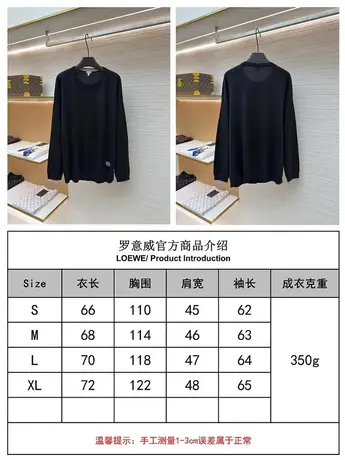 罗意威官方商品介绍
LOEWE/ Product Introduction
Size 衣长 胸围 肩宽 袖长 成衣克重
S 66 110 45 62
M 68 114 46 63
L 70 118 47 64
XL 72 122 48 65
350g
温馨提示：手工测量1-3cm误差属于正常